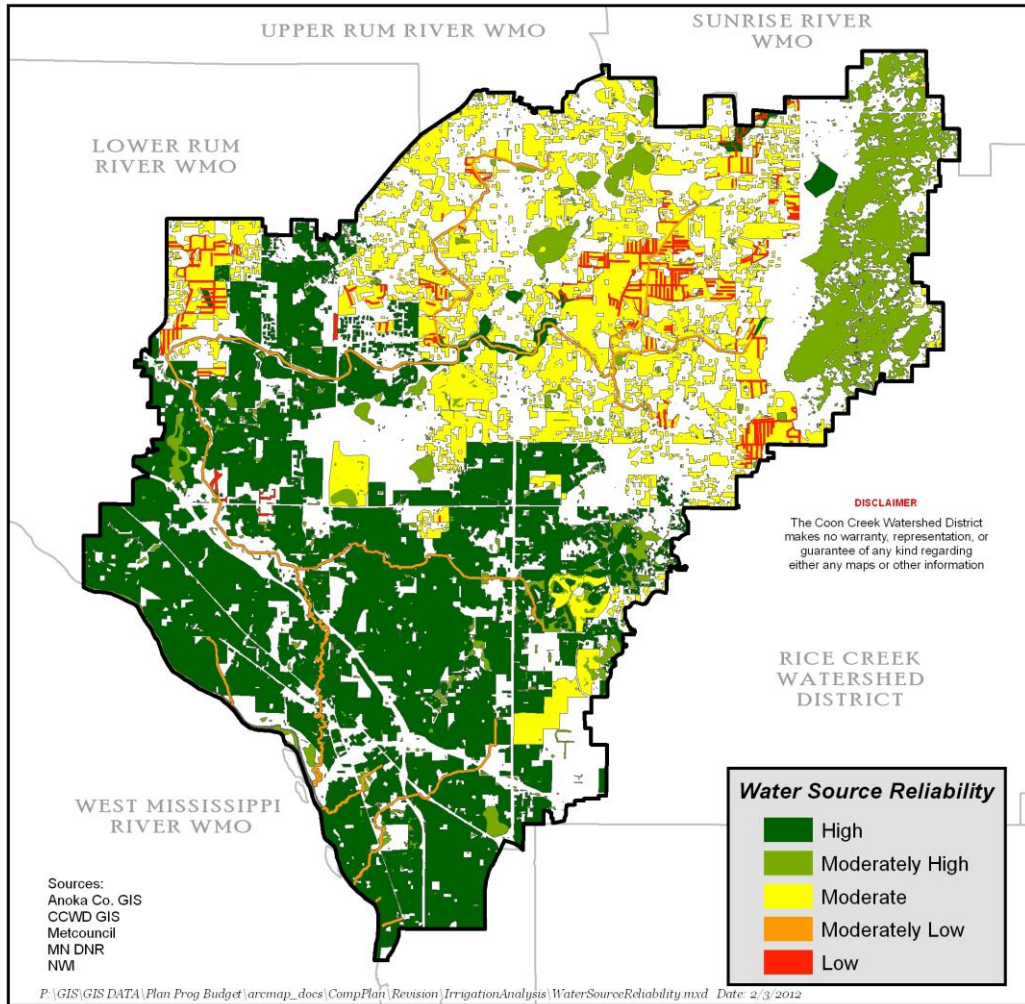 UPPER RUM RIVER WMO
SUNRISE RIVER
WMO
LOWER RUM
RIVER WMO
DISCLAIMER
The Coon Creek Watershed District
makes no warranty, representation, or
guarantee of any kind regarding
either any maps or other information
RICE CREEK
WATERSHED
DISTRICT
WEST MISSISSIPPI
RIVER WMO
Water Source Reliability
High
Moderately High
Moderate
Moderately Low
Low
Sources:
Anoka Co. GIS
CCWD GIS
Metcouncil
MN DNR
NWI
P:\GIS\GIS DATA\Plan Prog Budget\arcmap_docs\CompPlan\Revision\IrrigationAnalysis\WaterSourceReliability.mxd Date: 2/3/2012